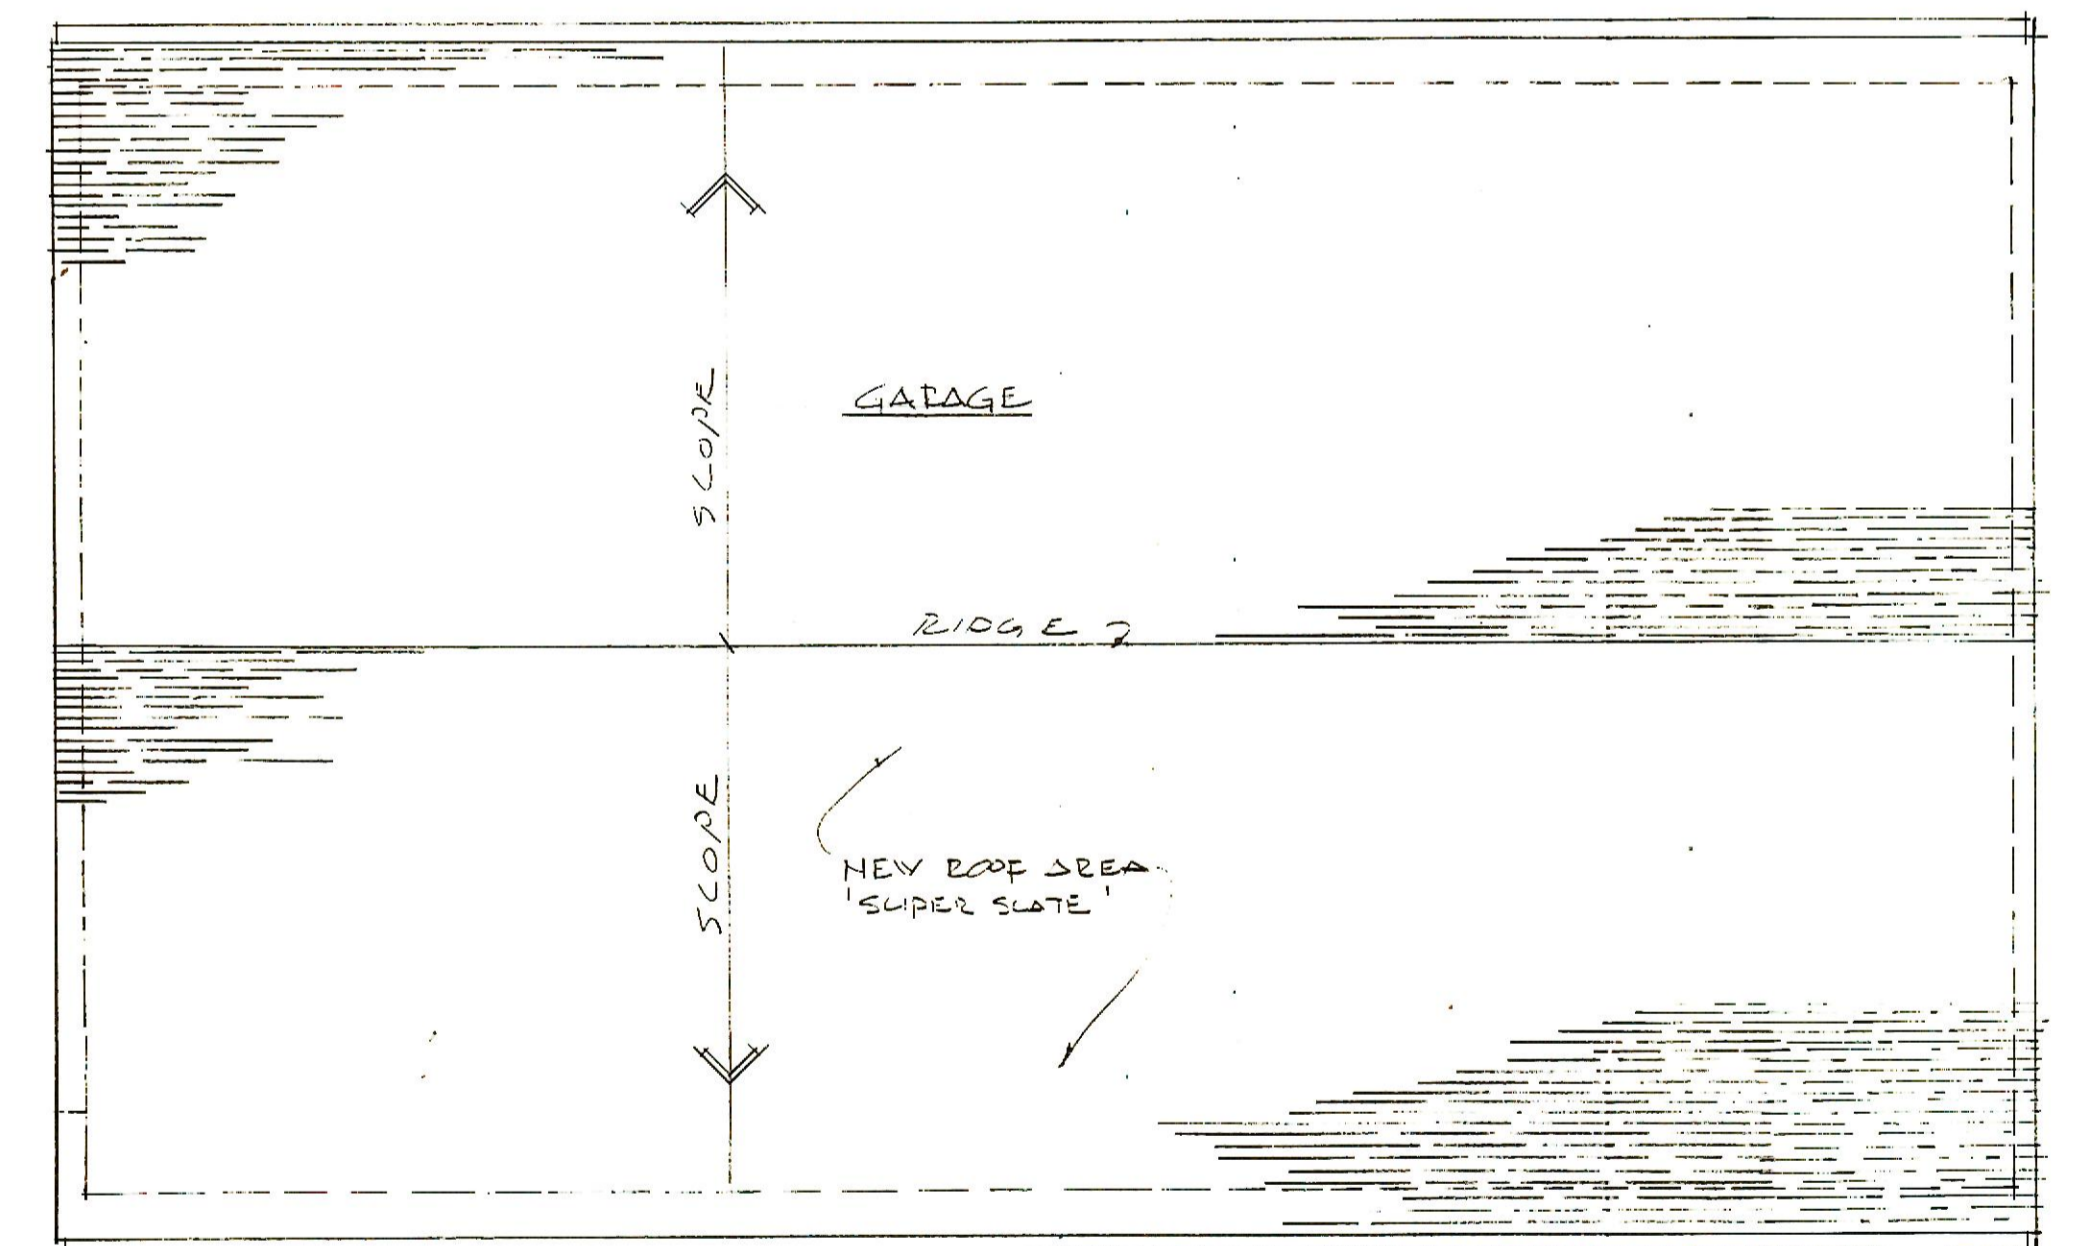 SLOPE
GARAGE
RIDGE
SLOPE
NEW ROOF AREA
'SUPER SLATE'